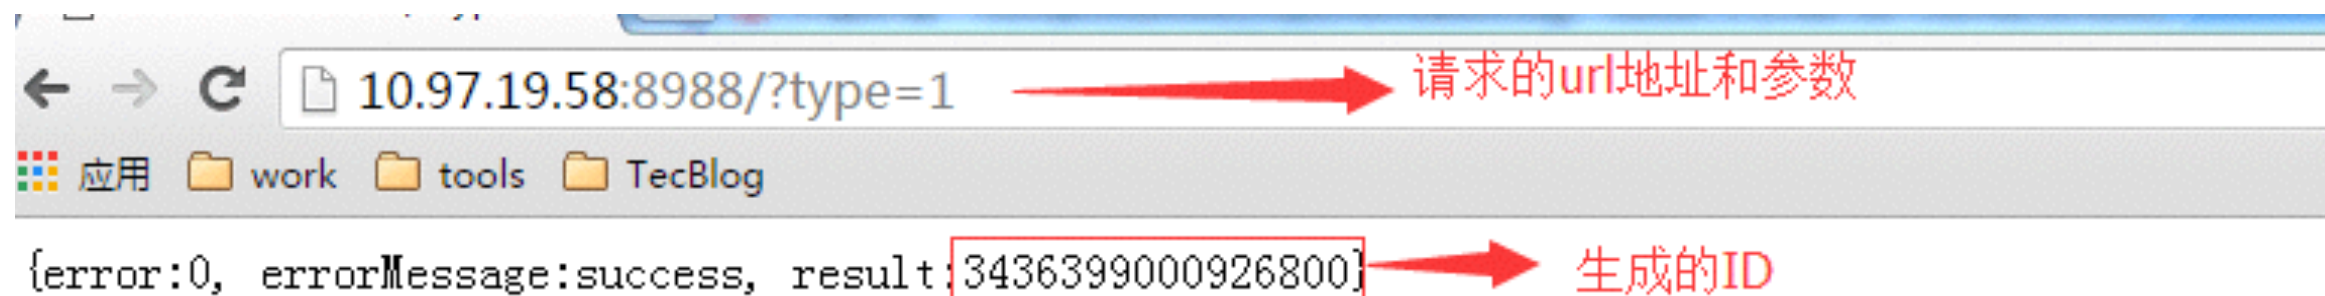 10.97.19.58:8988/?type=1 请求的url地址和参数
应用 work tools TecBlog
{error:0, errorMessage:success, result:3436399000926800} 生成的ID